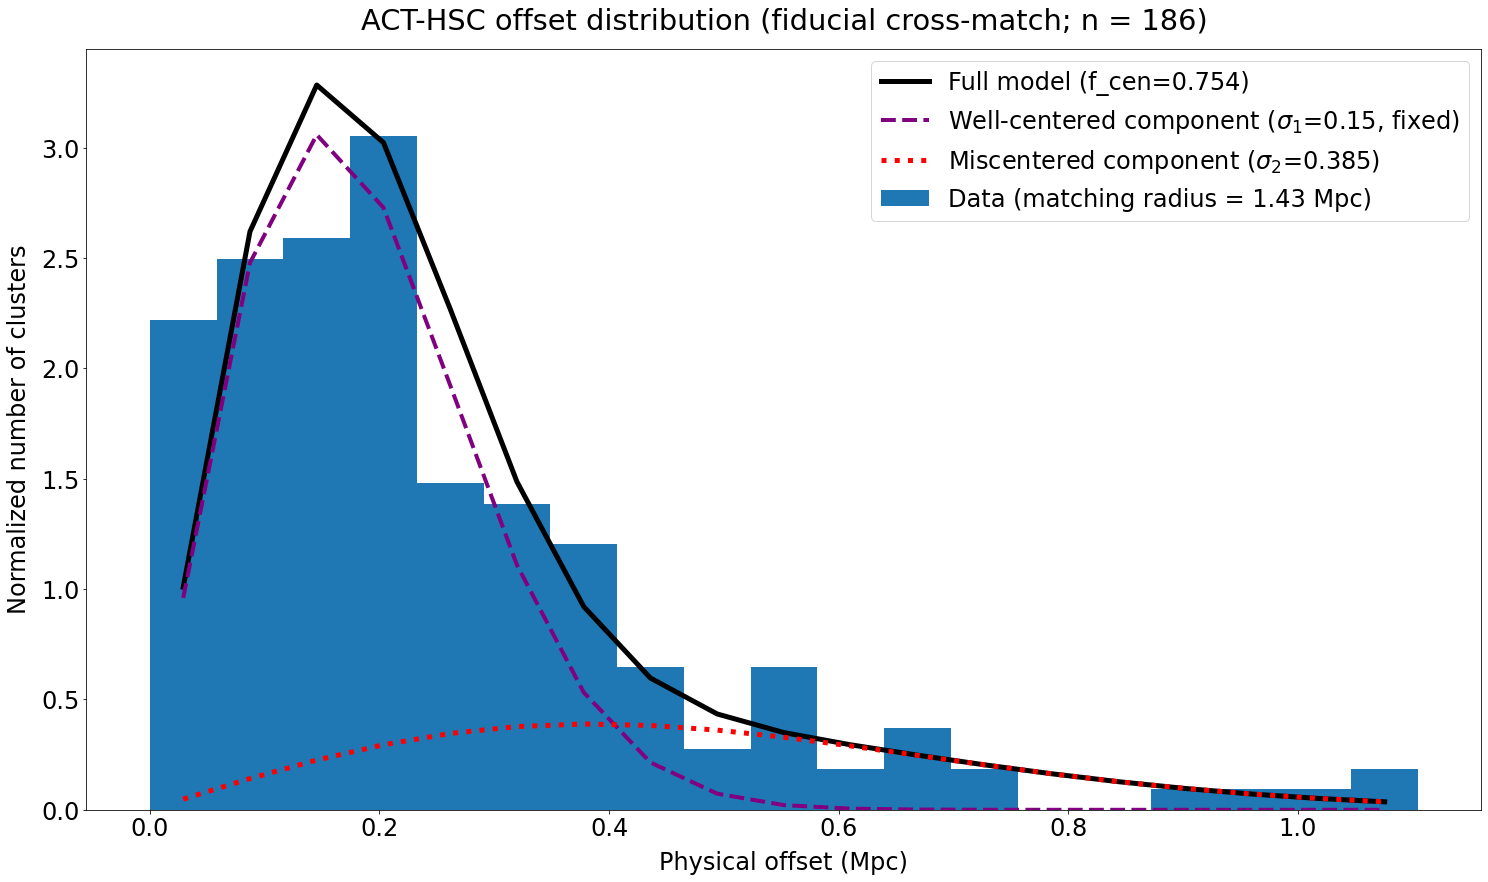 ACT-HSC offset distribution (fiducial cross-match; n = 186)
Full model (f_cen=0.754)
Well-centered component (σ₁=0.15, fixed)
Miscentered component (σ₂=0.385)
Data (matching radius = 1.43 Mpc)
Normalized number of clusters
3.0
2.5
2.0
1.5
1.0
0.5
0.0
0.0 0.2 0.4 0.6 0.8 1.0
Physical offset (Mpc)